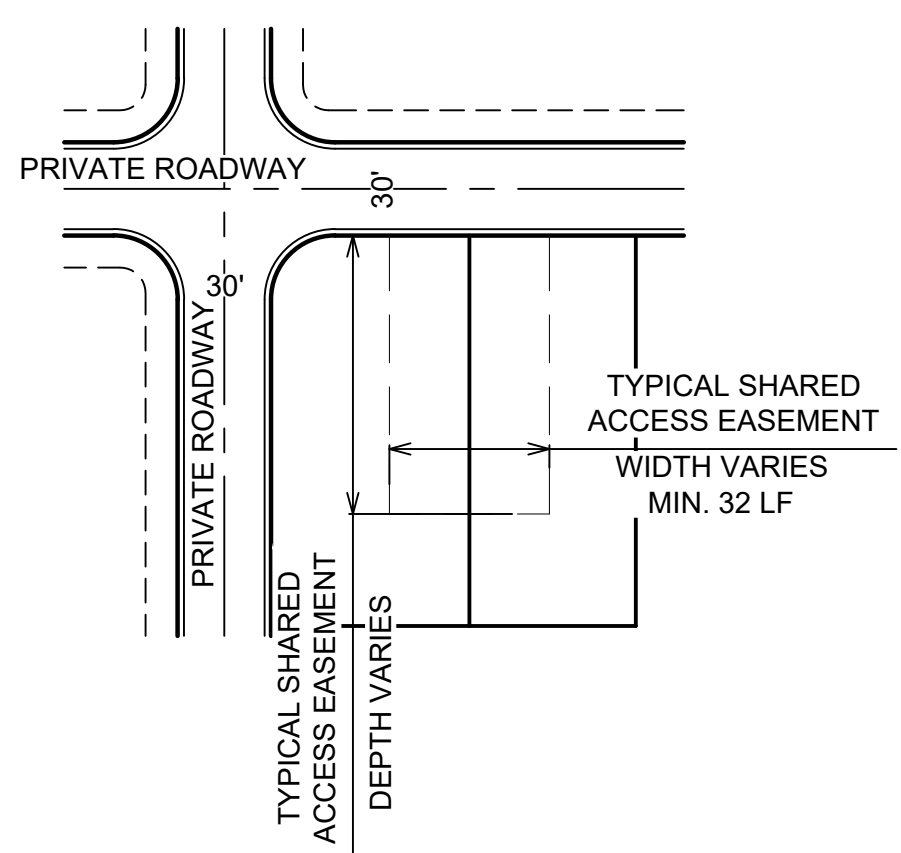 PRIVATE ROADWAY
30'
30'
PRIVATE ROADWAY
TYPICAL SHARED
ACCESS EASEMENT
WIDTH VARIES
MIN. 32 LF
TYPICAL SHARED
ACCESS EASEMENT
DEPTH VARIES